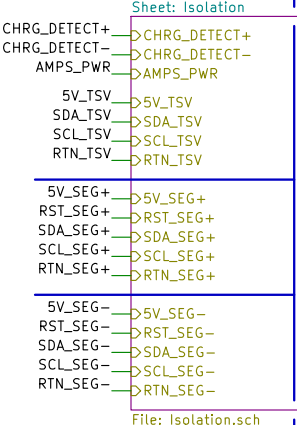 Sheet: Isolation
CHRG_DETECT+ CHRG_DETECT+
CHRG_DETECT− CHRG_DETECT−
AMPS_PWR AMPS_PWR
5V_TSV 5V_TSV
SDA_TSV SDA_TSV
SCL_TSV SCL_TSV
RTN_TSV RTN_TSV
5V_SEG+ 5V_SEG+
RST_SEG+ RST_SEG+
SDA_SEG+ SDA_SEG+
SCL_SEG+ SCL_SEG+
RTN_SEG+ RTN_SEG+
5V_SEG− 5V_SEG−
RST_SEG− RST_SEG−
SDA_SEG− SDA_SEG−
SCL_SEG− SCL_SEG−
RTN_SEG− RTN_SEG−
File: Isolation.sch